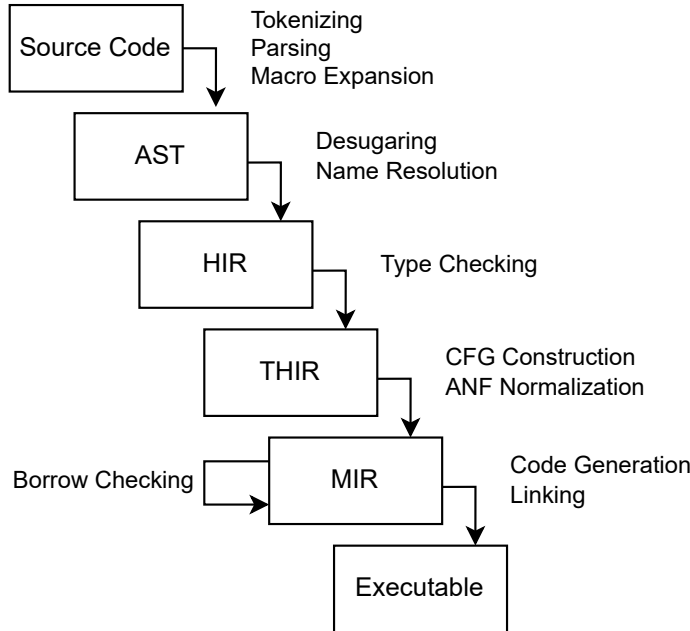 Source Code
Tokenizing
Parsing
Macro Expansion
AST
Desugaring
Name Resolution
HIR
Type Checking
THIR
CFG Construction
ANF Normalization
Borrow Checking
MIR
Code Generation
Linking
Executable